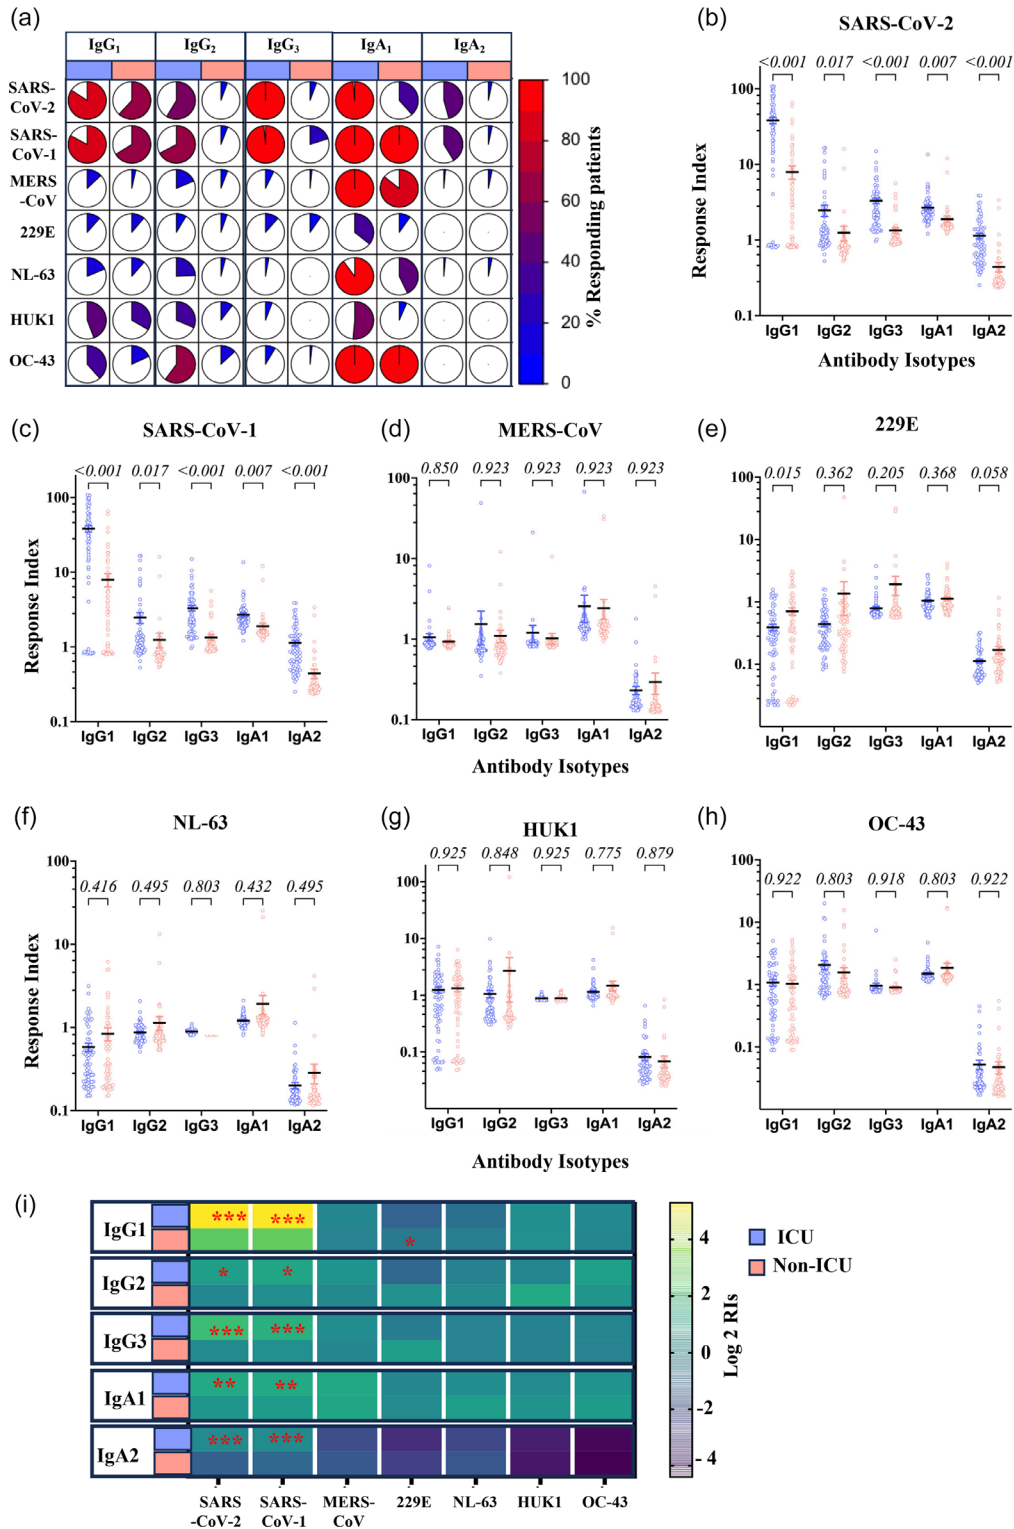 (a)
IgG1 IgG2 IgG3 IgA1 IgA2
SARS-
CoV-2
SARS-
CoV-1
MERS
-CoV
229E
NL-63
HUK1
OC-43
100
80
60
40
20
0
% Responding patients
(b)
SARS-CoV-2
<0.001 0.017 <0.001 0.007 <0.001
100
10
1
0.1
Response Index
IgG1 IgG2 IgG3 IgA1 IgA2
Antibody Isotypes
(c)
SARS-CoV-1
<0.001 0.017 <0.001 0.007 <0.001
100
10
1
0.1
Response Index
IgG1 IgG2 IgG3 IgA1 IgA2
(d)
MERS-CoV
0.850 0.923 0.923 0.923 0.923
100
10
1
0.1
IgG1 IgG2 IgG3 IgA1 IgA2
Antibody Isotypes
(e)
229E
0.015 0.362 0.205 0.368 0.058
100
10
1
0.1
IgG1 IgG2 IgG3 IgA1 IgA2
(f)
NL-63
0.416 0.495 0.803 0.432 0.495
100
10
1
0.1
Response Index
IgG1 IgG2 IgG3 IgA1 IgA2
(g)
HUK1
0.925 0.848 0.925 0.775 0.879
100
10
1
0.1
IgG1 IgG2 IgG3 IgA1 IgA2
Antibody Isotypes
(h)
OC-43
0.922 0.803 0.918 0.803 0.922
100
10
1
0.1
IgG1 IgG2 IgG3 IgA1 IgA2
(i)
IgG1
*** ***
*
IgG2
* *
IgG3
*** ***
IgA1
** **
IgA2
*** ***
SARS
-CoV-2
SARS-
CoV-1
MERS-
CoV
229E
NL-63
HUK1
OC-43
4
2
0
-2
-4
Log 2 RIs
ICU
Non-ICU